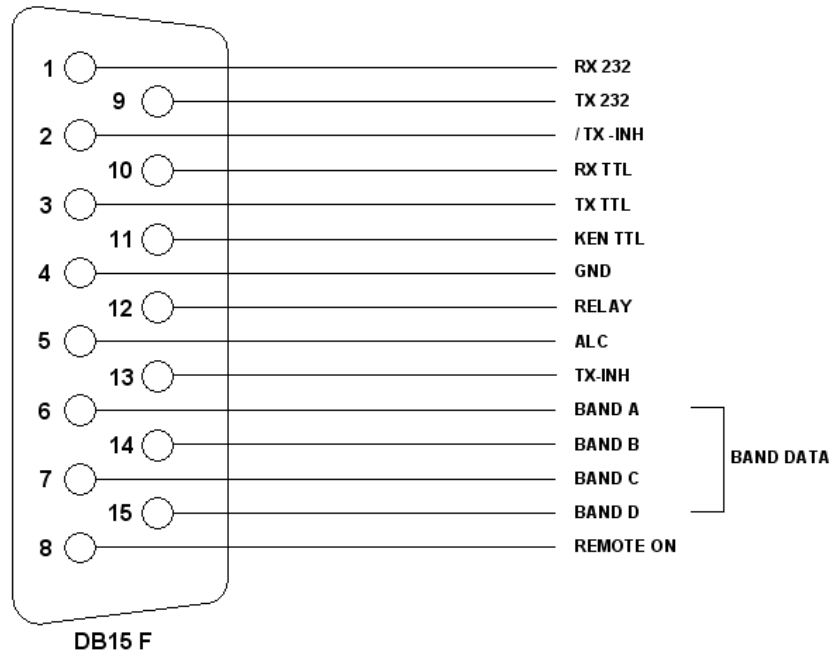 1 RX 232
9 TX 232
2 / TX -INH
10 RX TTL
3 TX TTL
11 KEN TTL
4 GND
12 RELAY
5 ALC
13 TX-INH
6 BAND A
14 BAND B
BAND DATA
7 BAND C
15 BAND D
8 REMOTE ON
DB15 F